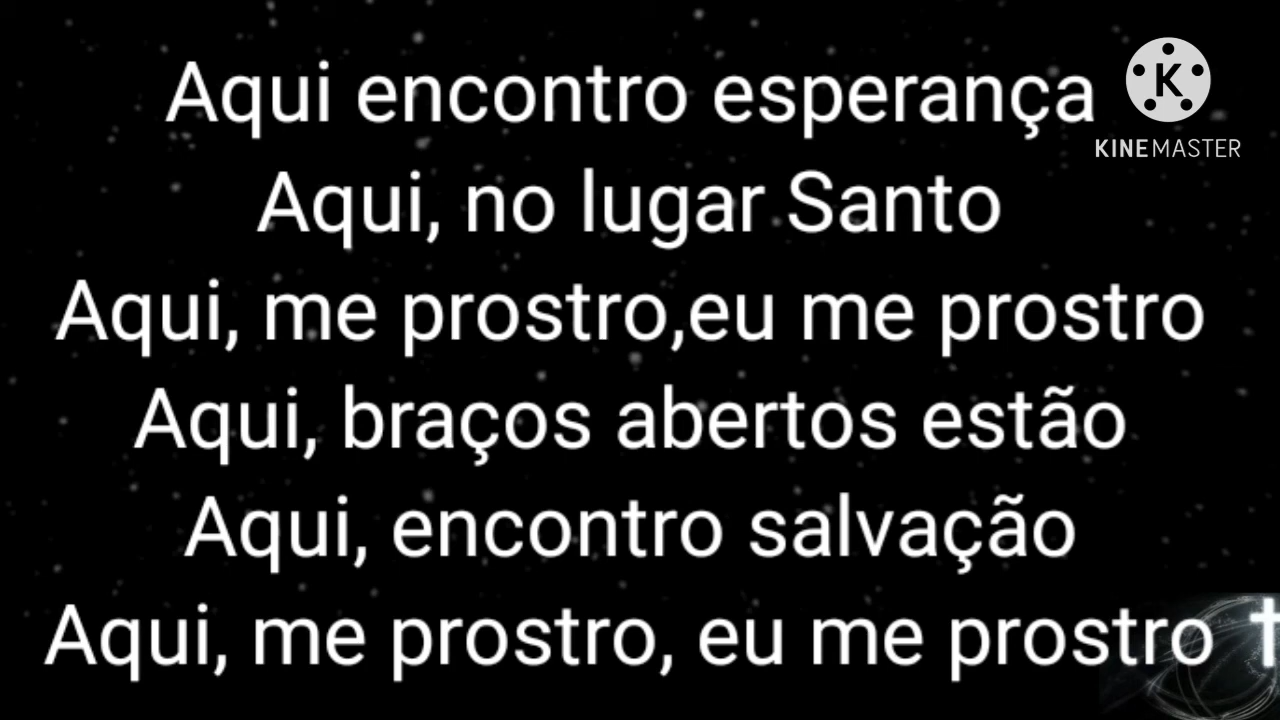 Aqui encontro esperança
KINEMASTER
Aqui, no lugar Santo
Aqui, me prostro,eu me prostro
Aqui, braços abertos estão
Aqui, encontro salvação
Aqui, me prostro, eu me prostro